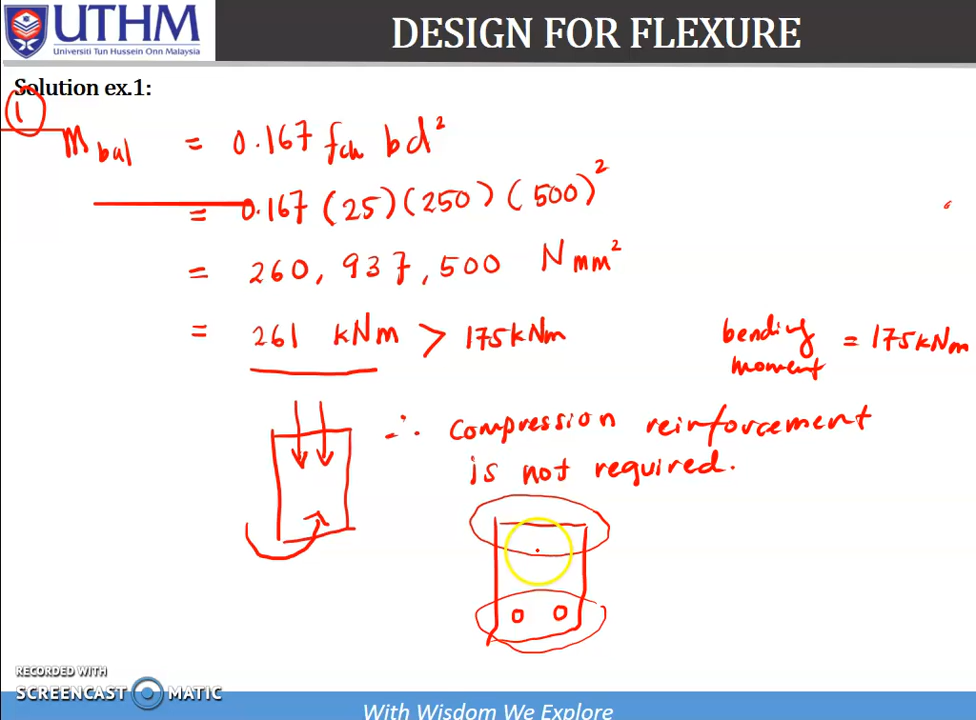 UTHM
Universiti Tun Hussein Onn Malaysia
DESIGN FOR FLEXURE
Solution ex.1:
1
Mbal = 0.167 fck bd²
= 0.167 (25) (250) (500)²
= 260,937,500 Nmm²
= 261 kNm > 175kNm
bending moment = 175kNm
∴ compression reinforcement
is not required.
RECORDED WITH
SCREENCAST MATIC
With Wisdom We Explore